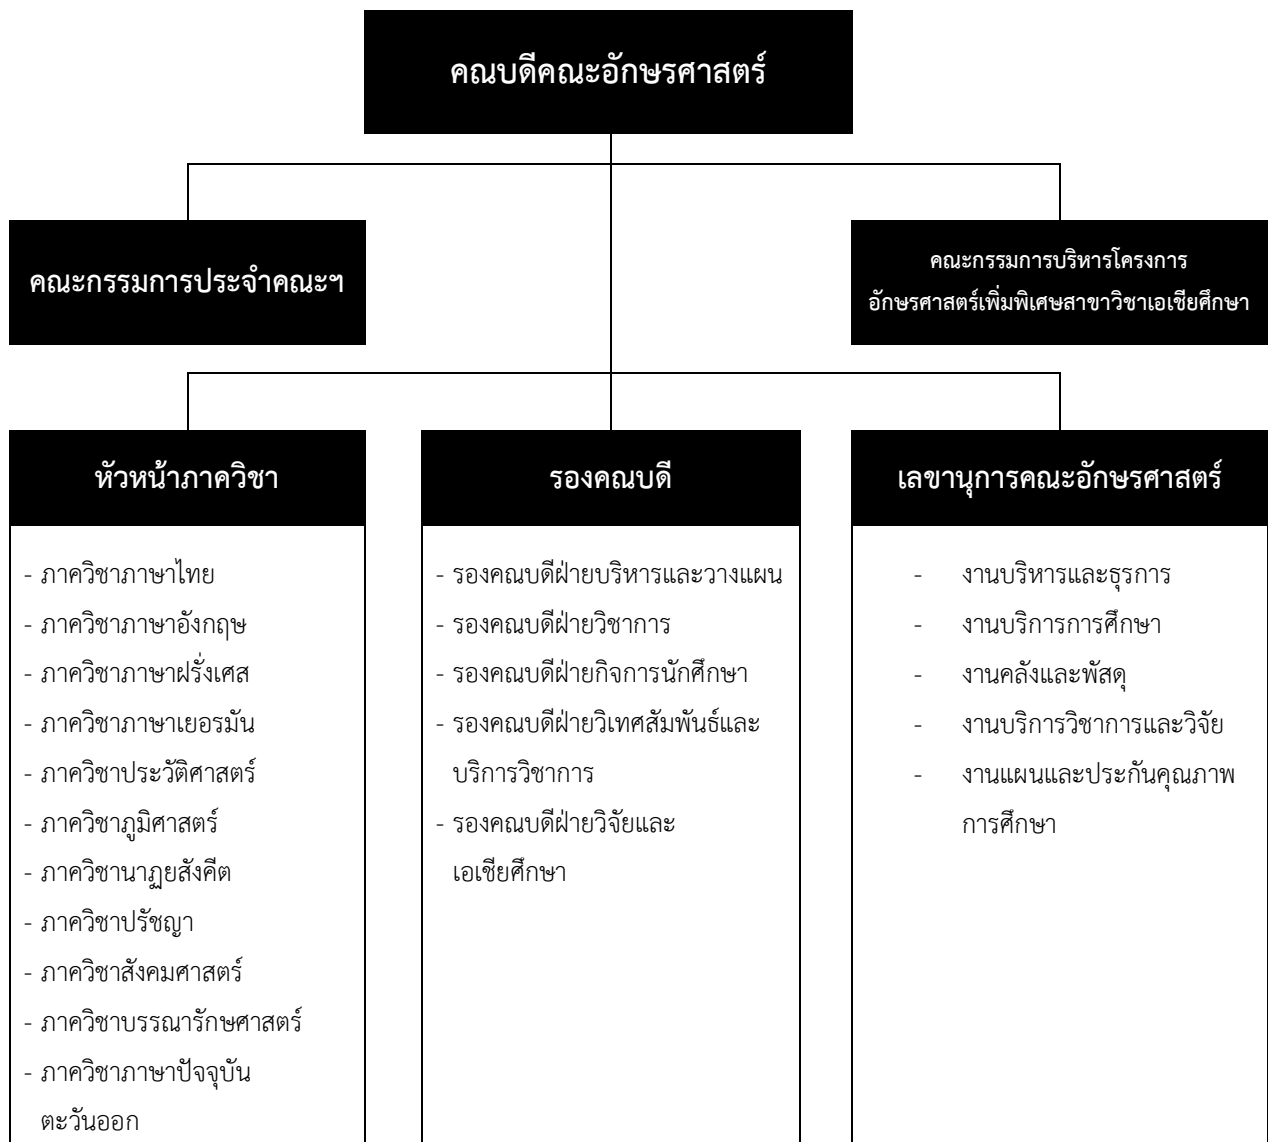 คณบดีคณะอักษรศาสตร์
คณะกรรมการประจำคณะฯ
คณะกรรมการบริหารโครงการ
อักษรศาสตร์เพิ่มพิเศษสาขาวิชาเอเชียศึกษา
หัวหน้าภาควิชา
- ภาควิชาภาษาไทย
- ภาควิชาภาษาอังกฤษ
- ภาควิชาภาษาฝรั่งเศส
- ภาควิชาภาษาเยอรมัน
- ภาควิชาประวัติศาสตร์
- ภาควิชาภูมิศาสตร์
- ภาควิชานาฏยสังคีต
- ภาควิชาปรัชญา
- ภาควิชาสังคมศาสตร์
- ภาควิชาบรรณารักษศาสตร์
- ภาควิชาภาษาปัจจุบัน
ตะวันออก
รองคณบดี
- รองคณบดีฝ่ายบริหารและวางแผน
- รองคณบดีฝ่ายวิชาการ
- รองคณบดีฝ่ายกิจการนักศึกษา
- รองคณบดีฝ่ายวิเทศสัมพันธ์และ
บริการวิชาการ
- รองคณบดีฝ่ายวิจัยและ
เอเชียศึกษา
เลขานุการคณะอักษรศาสตร์
- งานบริหารและธุรการ
- งานบริการการศึกษา
- งานคลังและพัสดุ
- งานบริการวิชาการและวิจัย
- งานแผนและประกันคุณภาพ
การศึกษา